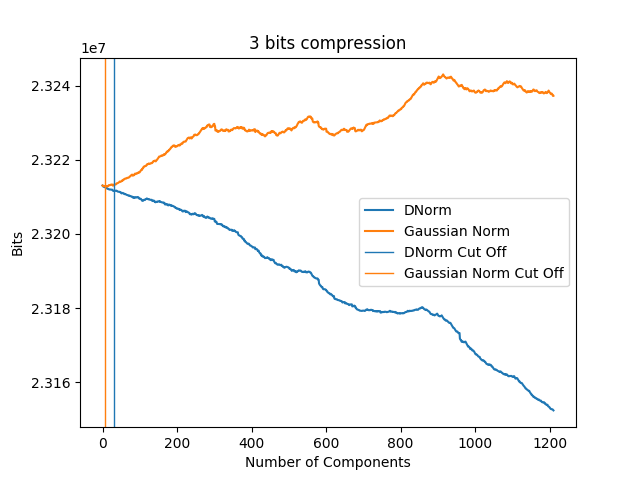 3 bits compression
1e7
2.324
2.322
2.320
2.318
2.316
Bits
DNorm
Gaussian Norm
DNorm Cut Off
Gaussian Norm Cut Off
0 200 400 600 800 1000 1200
Number of Components